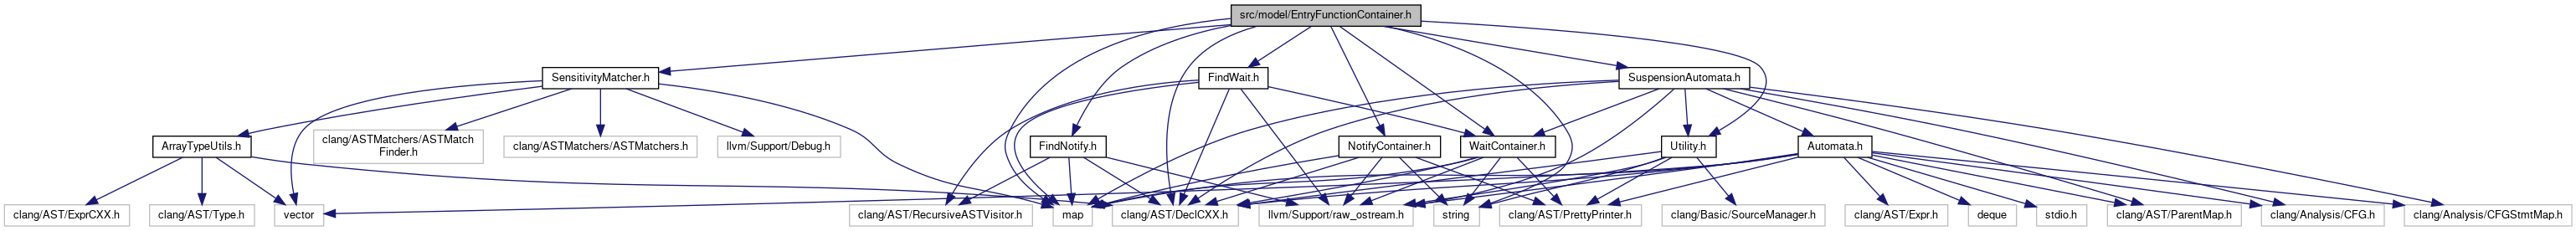 src/model/EntryFunctionContainer.h
SensitivityMatcher.h
FindWait.h
SuspensionAutomata.h
ArrayTypeUtils.h
clang/ASTMatchers/ASTMatch
Finder.h
clang/ASTMatchers/ASTMatchers.h
llvm/Support/Debug.h
FindNotify.h
NotifyContainer.h
WaitContainer.h
Utility.h
Automata.h
clang/AST/ExprCXX.h
clang/AST/Type.h
vector
clang/AST/RecursiveASTVisitor.h
map
clang/AST/DeclCXX.h
llvm/Support/raw_ostream.h
string
clang/AST/PrettyPrinter.h
clang/Basic/SourceManager.h
clang/AST/Expr.h
deque
stdio.h
clang/AST/ParentMap.h
clang/Analysis/CFG.h
clang/Analysis/CFGStmtMap.h